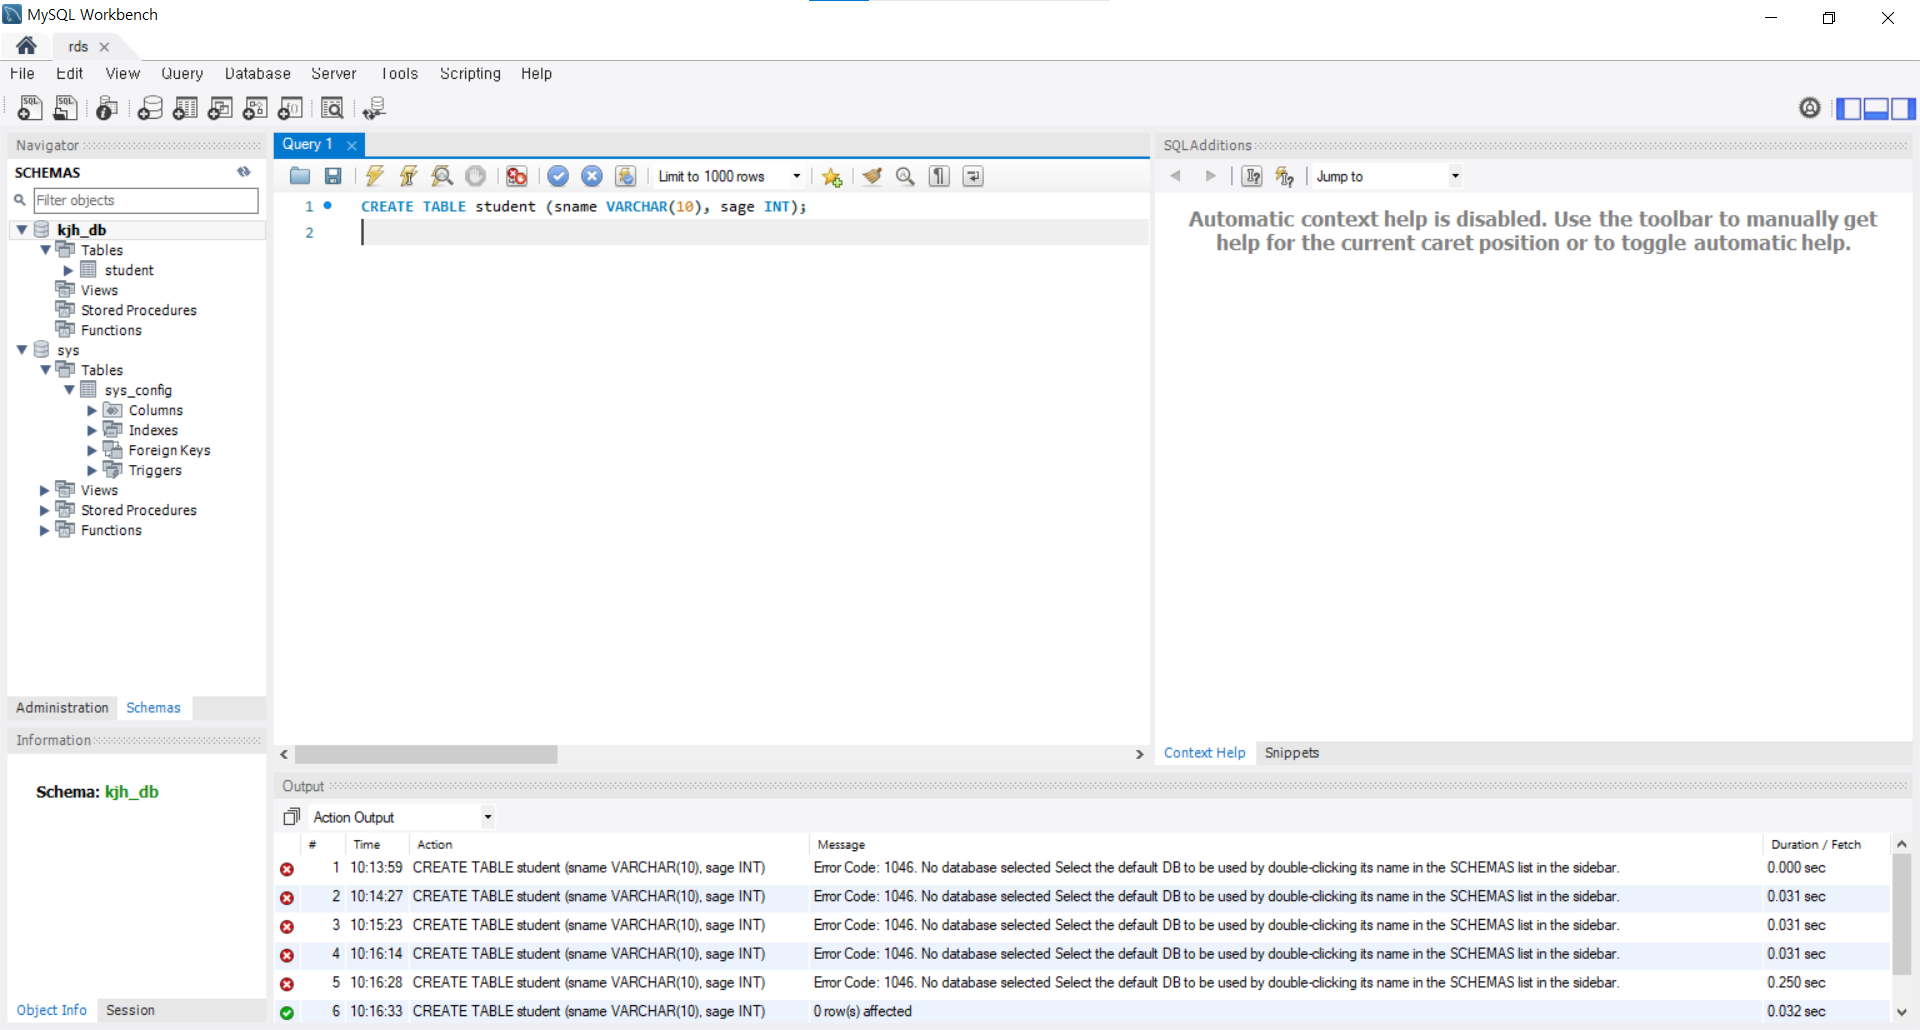 MySQL Workbench
rds
File Edit View Query Database Server Tools Scripting Help
Navigator
SCHEMAS
Filter objects
kjh_db
Tables
student
Views
Stored Procedures
Functions
sys
Tables
sys_config
Columns
Indexes
Foreign Keys
Triggers
Views
Stored Procedures
Functions
Administration Schemas
Information
Schema: kjh_db
Object Info Session
Query 1
Limit to 1000 rows
1 CREATE TABLE student (sname VARCHAR(10), sage INT);
2
SQLAdditions
Jump to
Automatic context help is disabled. Use the toolbar to manually get
help for the current caret position or to toggle automatic help.
Context Help Snippets
Output
Action Output
# Time Action Message Duration / Fetch
1 10:13:59 CREATE TABLE student (sname VARCHAR(10), sage INT) Error Code: 1046. No database selected Select the default DB to be used by double-clicking its name in the SCHEMAS list in the sidebar. 0.000 sec
2 10:14:27 CREATE TABLE student (sname VARCHAR(10), sage INT) Error Code: 1046. No database selected Select the default DB to be used by double-clicking its name in the SCHEMAS list in the sidebar. 0.031 sec
3 10:15:23 CREATE TABLE student (sname VARCHAR(10), sage INT) Error Code: 1046. No database selected Select the default DB to be used by double-clicking its name in the SCHEMAS list in the sidebar. 0.031 sec
4 10:16:14 CREATE TABLE student (sname VARCHAR(10), sage INT) Error Code: 1046. No database selected Select the default DB to be used by double-clicking its name in the SCHEMAS list in the sidebar. 0.031 sec
5 10:16:28 CREATE TABLE student (sname VARCHAR(10), sage INT) Error Code: 1046. No database selected Select the default DB to be used by double-clicking its name in the SCHEMAS list in the sidebar. 0.250 sec
6 10:16:33 CREATE TABLE student (sname VARCHAR(10), sage INT) 0 row(s) affected 0.032 sec